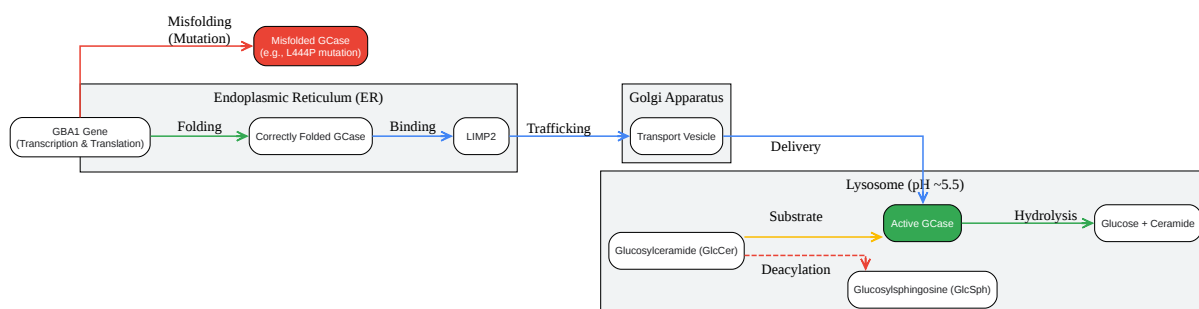 Misfolding
(Mutation)
Misfolded GCase
(e.g., L444P mutation)
Endoplasmic Reticulum (ER)
Golgi Apparatus
GBA1 Gene
(Transcription & Translation)
Folding
Correctly Folded GCase
Binding
LIMP2
Trafficking
Transport Vesicle
Delivery
Lysosome (pH ~5.5)
Substrate
Active GCase
Hydrolysis
Glucose + Ceramide
Glucosylceramide (GlcCer)
Deacylation
Glucosylsphingosine (GlcSph)